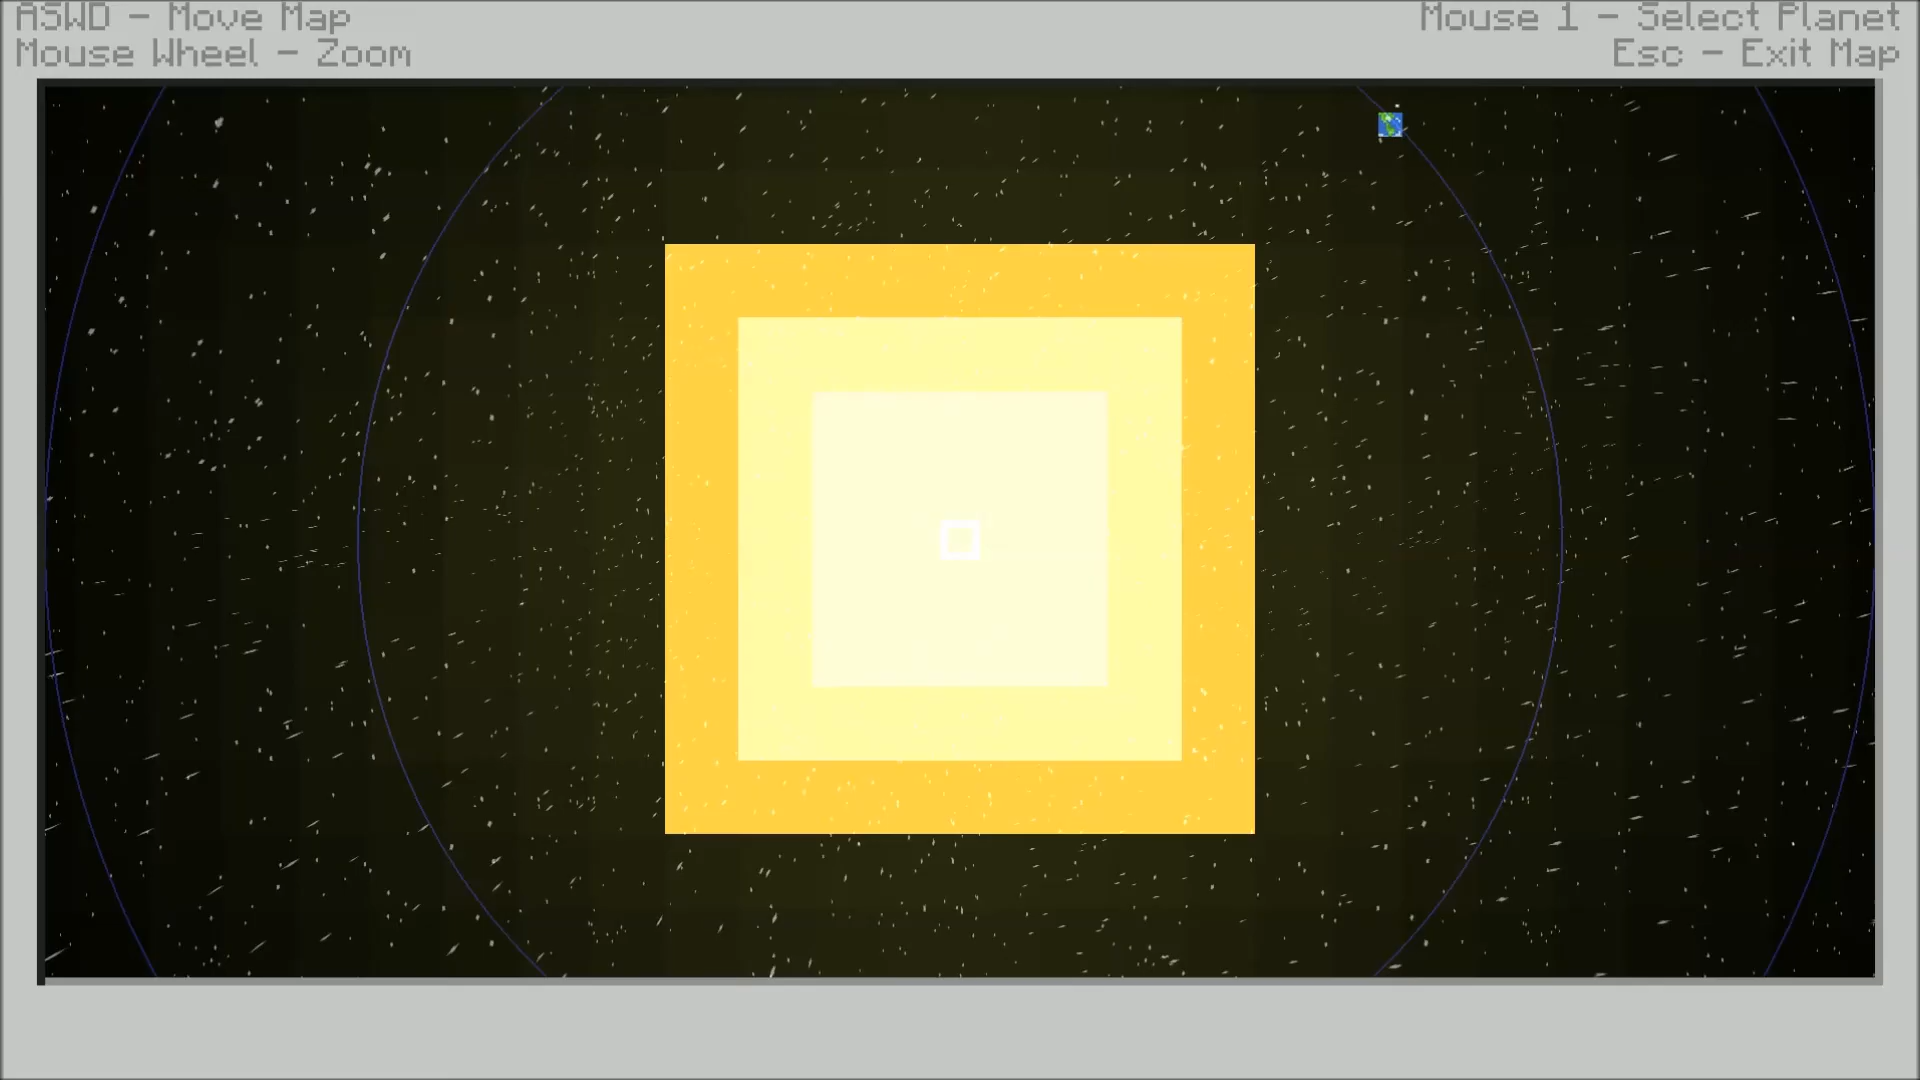 ASWD - Move Map
Mouse Wheel - Zoom
Mouse 1 - Select Planet
Esc - Exit Map